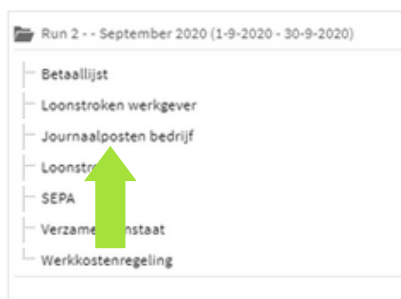 Run 2 - - September 2020 (1-9-2020 - 30-9-2020)
Betaallijst
Loonstroken werkgever
Journaalposten bedrijf
SEPA
Werkkostenregeling